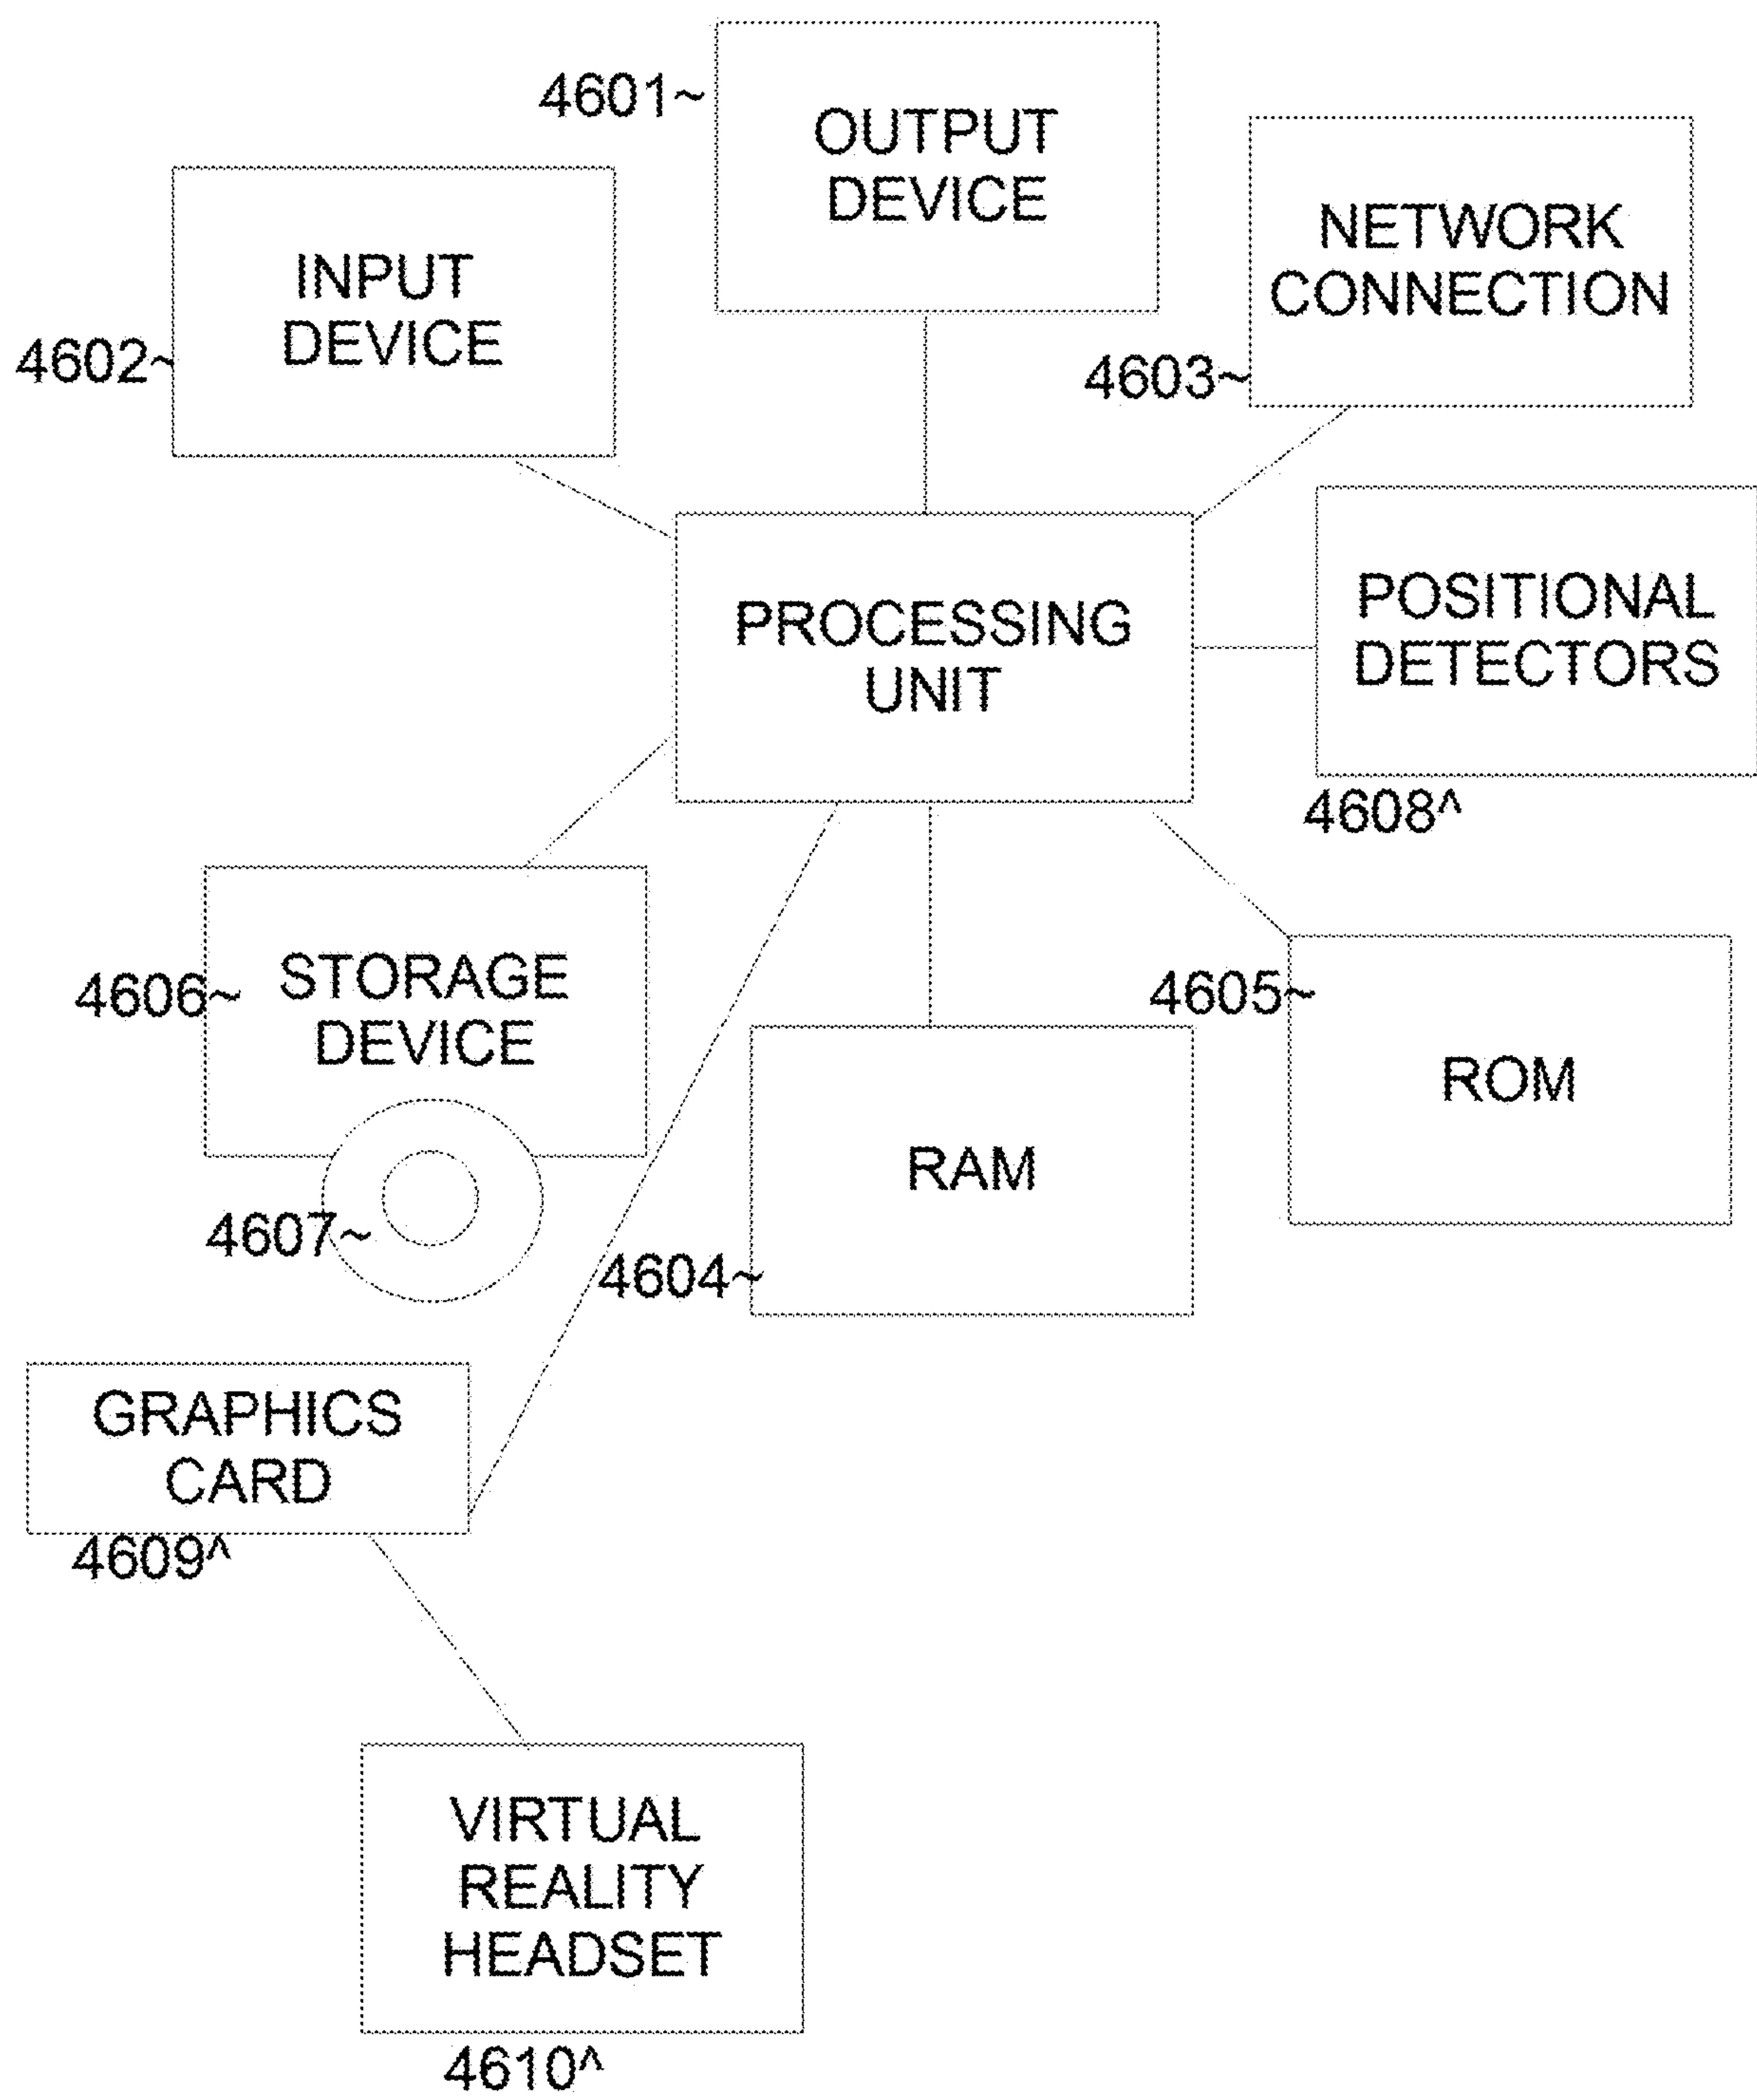 4601~
OUTPUT
DEVICE
INPUT
DEVICE
4602~
NETWORK
CONNECTION
4603~
PROCESSING
UNIT
POSITIONAL
DETECTORS
4608^
STORAGE
DEVICE
4606~
4607~
RAM
4604~
4605~
ROM
GRAPHICS
CARD
4609^
VIRTUAL
REALITY
HEADSET
4610^